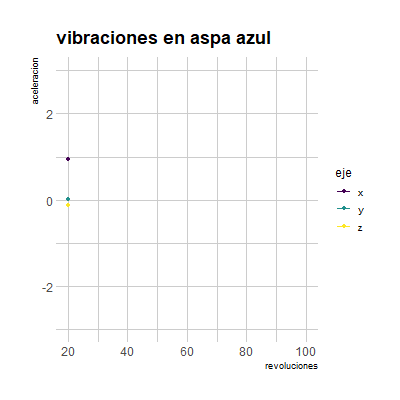 vibraciones en aspa azul
aceleracion
2
0
-2
20
40
60
80
100
revoluciones
eje
x
y
z